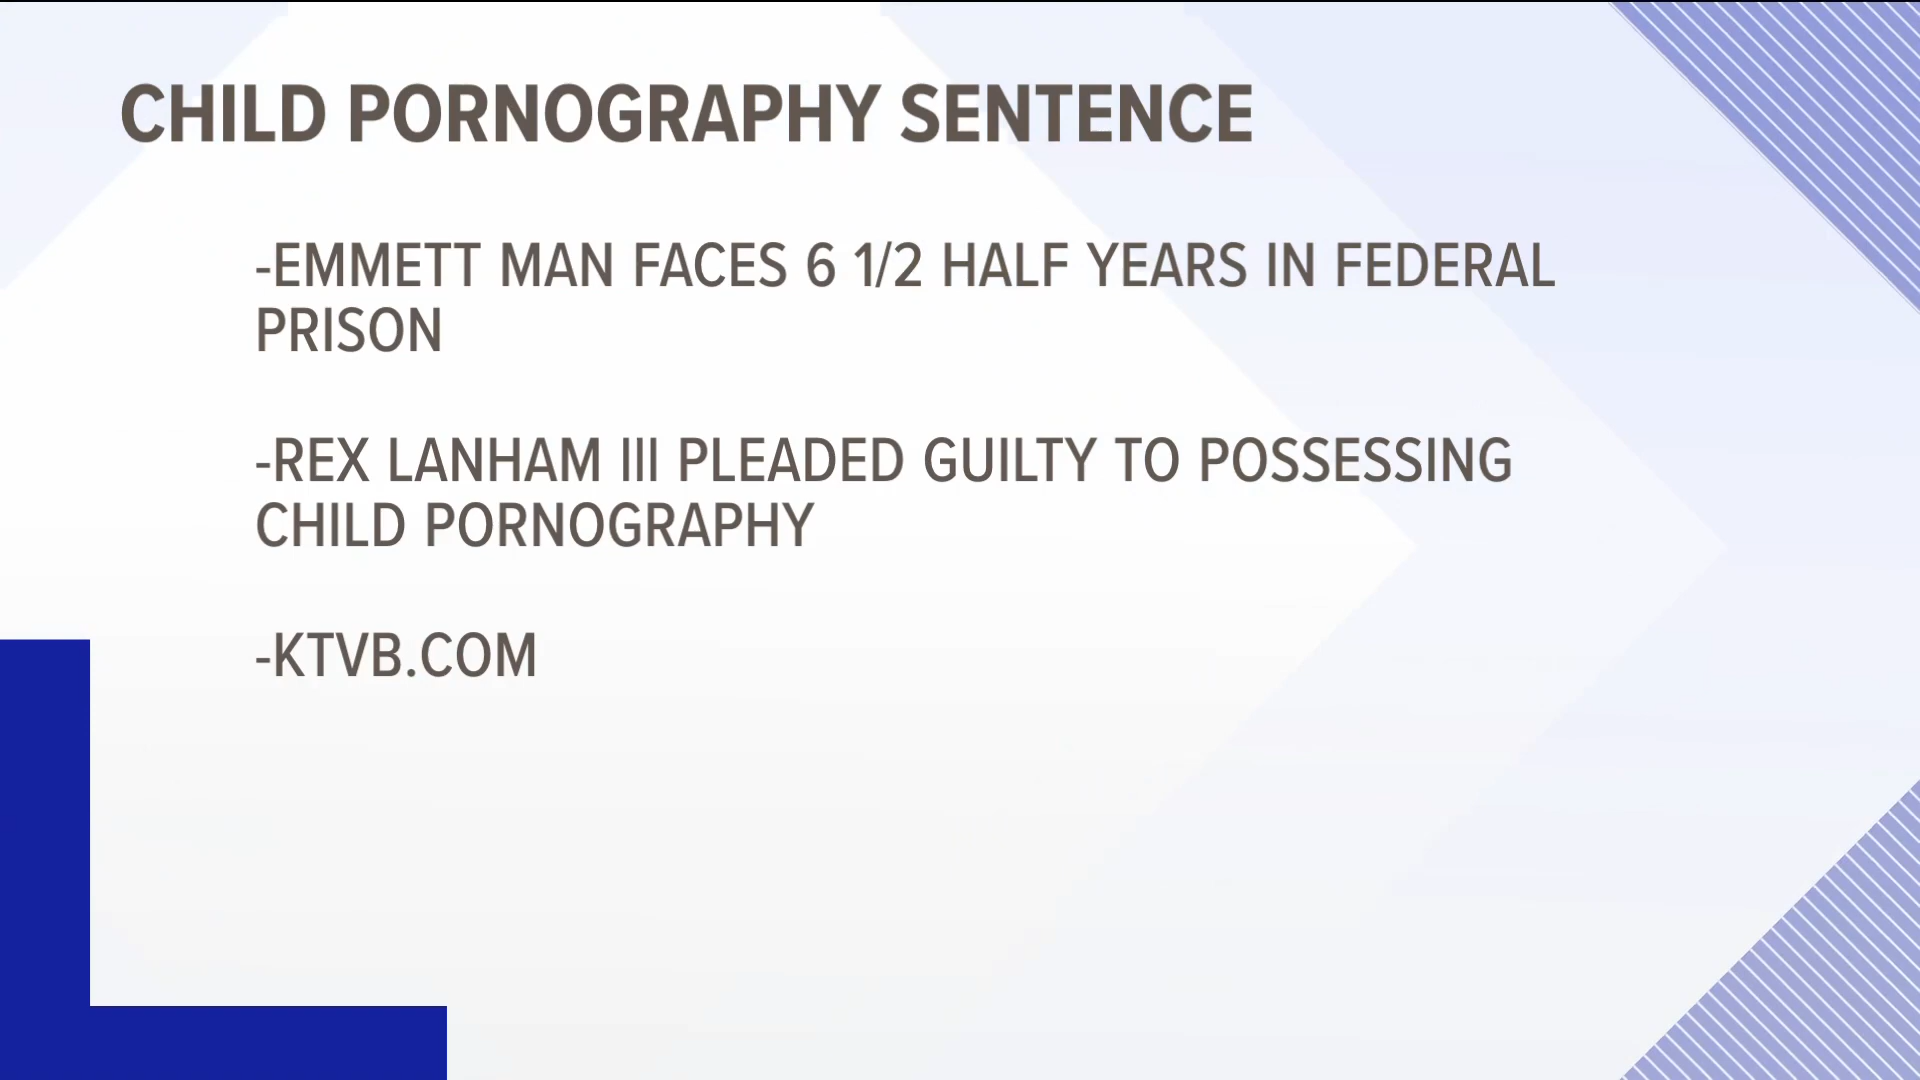 CHILD PORNOGRAPHY SENTENCE
-EMMETT MAN FACES 6 1/2 HALF YEARS IN FEDERAL
PRISON
-REX LANHAM III PLEADED GUILTY TO POSSESSING
CHILD PORNOGRAPHY
-KTVB.COM